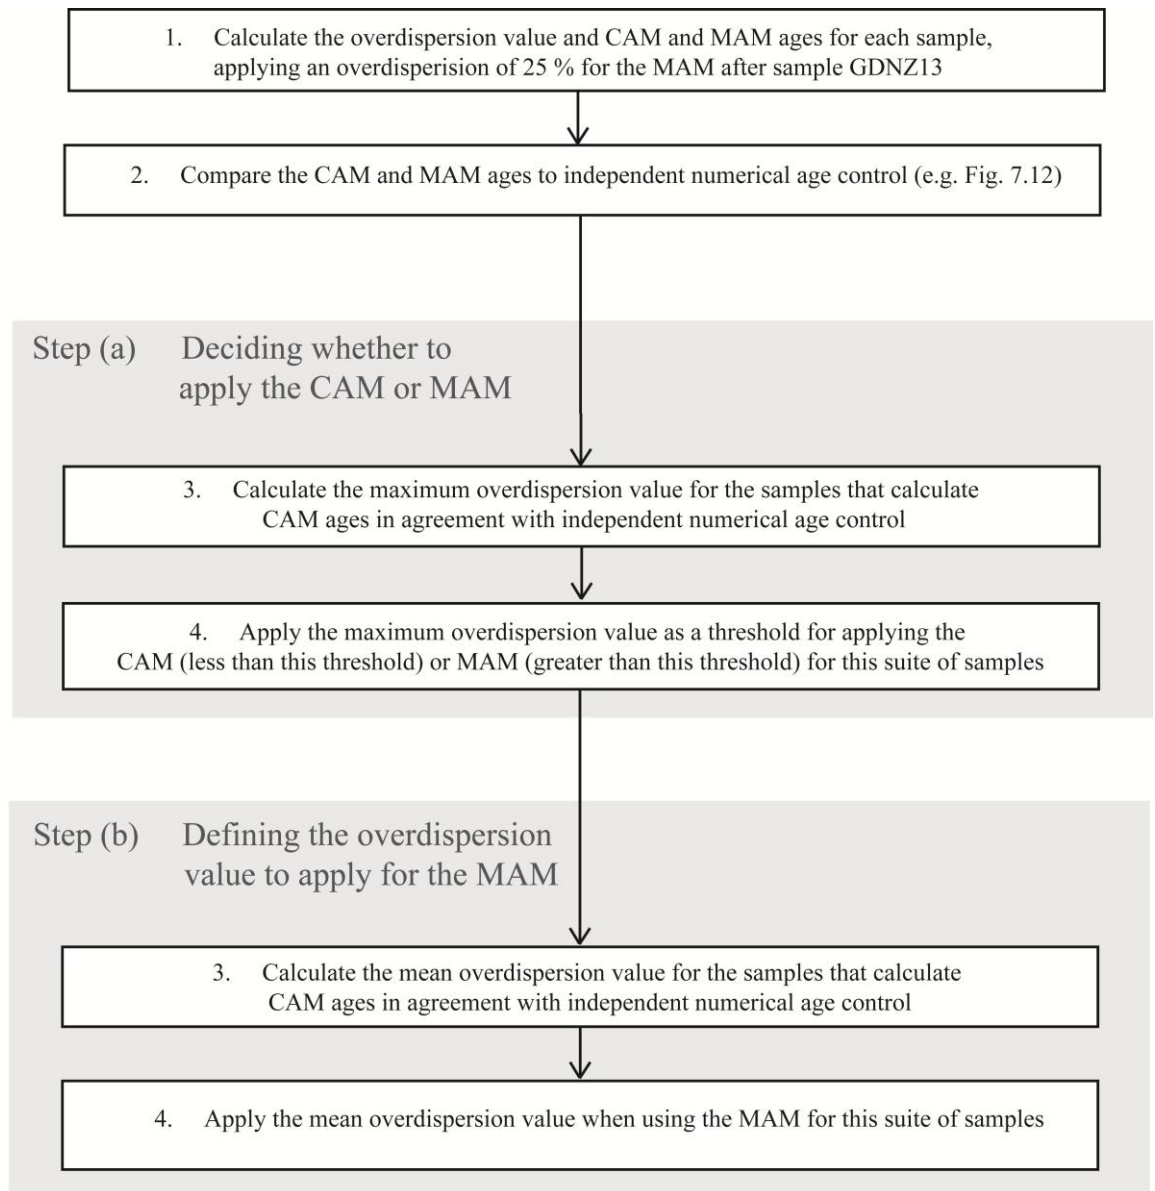 1. Calculate the overdispersion value and CAM and MAM ages for each sample,
applying an overdisperision of 25 % for the MAM after sample GDNZ13
2. Compare the CAM and MAM ages to independent numerical age control (e.g. Fig. 7.12)
Step (a) Deciding whether to
apply the CAM or MAM
3. Calculate the maximum overdispersion value for the samples that calculate
CAM ages in agreement with independent numerical age control
4. Apply the maximum overdispersion value as a threshold for applying the
CAM (less than this threshold) or MAM (greater than this threshold) for this suite of samples
Step (b) Defining the overdispersion
value to apply for the MAM
3. Calculate the mean overdispersion value for the samples that calculate
CAM ages in agreement with independent numerical age control
4. Apply the mean overdispersion value when using the MAM for this suite of samples